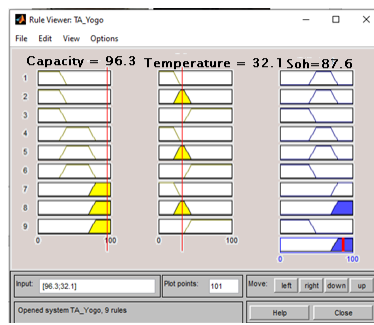 Rule Viewer: TA_Yogo
File Edit View Options
Capacity = 96.3 Temperature = 32.1 Soh=87.6
1
2
3
4
5
6
7
8
9
0 100 0 100
0 100
Input: [96.3;32.1] Plot points: 101 Move: left right down up
Opened system TA_Yogo, 9 rules Help Close